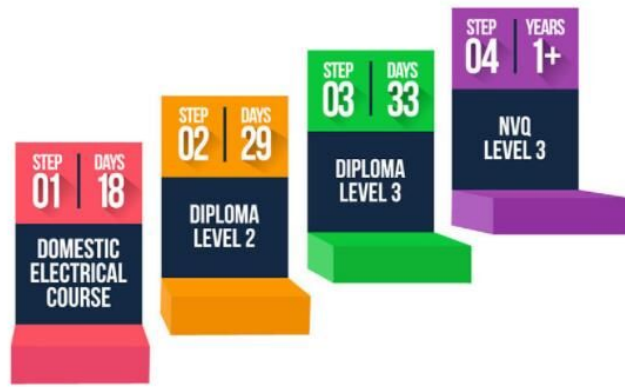 STEP 01 | DAYS 18
DOMESTIC
ELECTRICAL
COURSE
STEP 02 | DAYS 29
DIPLOMA
LEVEL 2
STEP 03 | DAYS 33
DIPLOMA
LEVEL 3
STEP 04 | YEARS 1+
NVQ
LEVEL 3